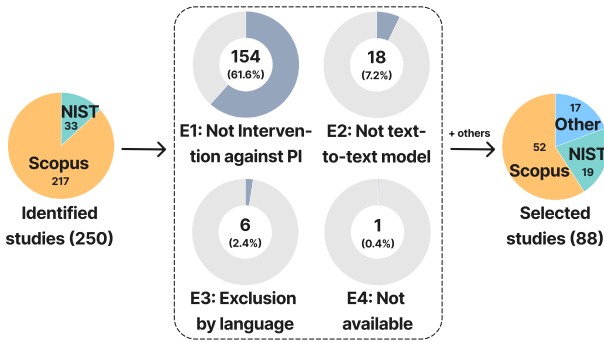 NIST
33
Scopus
217
Identified
studies (250)
154
(61.6%)
E1: Not Interven-
tion against PI
18
(7.2%)
E2: Not text-
to-text model
6
(2.4%)
E3: Exclusion
by language
1
(0.4%)
E4: Not
available
+ others
17
Other
52
Scopus
NIST
19
Selected
studies (88)